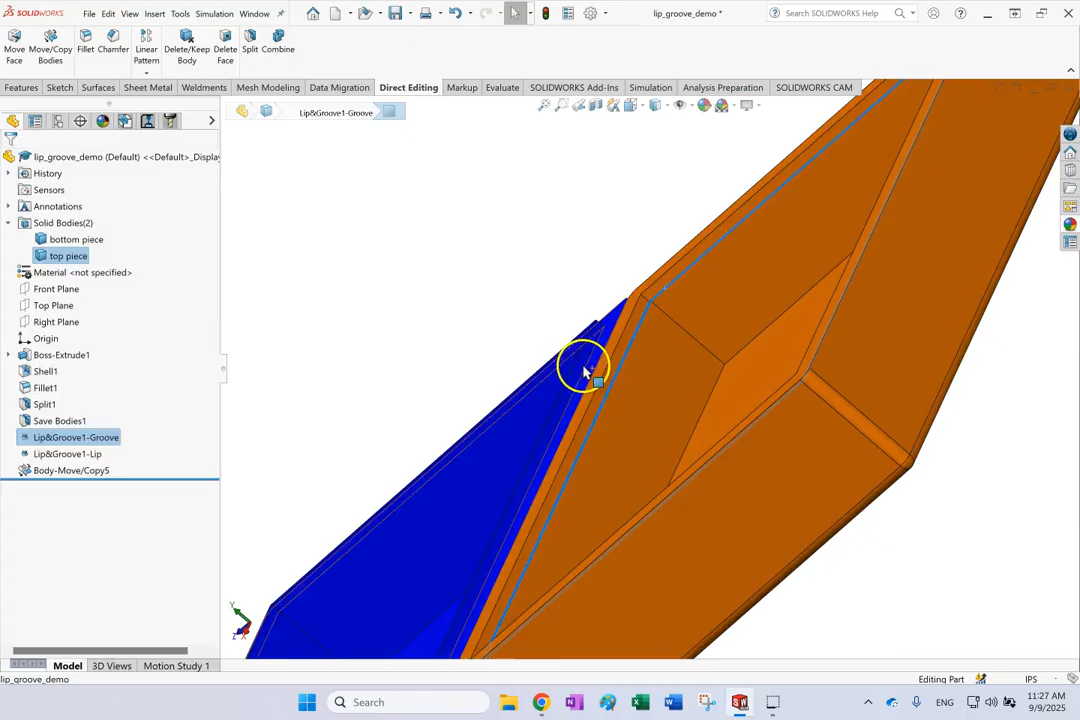 SOLIDWORKS
File Edit View Insert Tools Simulation Window
lip_groove_demo *
Search SOLIDWORKS Help
Move Face
Move/Copy Bodies
Fillet
Chamfer
Linear Pattern
Delete/Keep Body
Delete Face
Split
Combine
Features Sketch Surfaces Sheet Metal Weldments Mesh Modeling Data Migration Direct Editing Markup Evaluate SOLIDWORKS Add-Ins Simulation Analysis Preparation SOLIDWORKS CAM
Lip&Groove1-Groove
lip_groove_demo (Default) <<Default>_Display
History
Sensors
Annotations
Solid Bodies(2)
bottom piece
top piece
Material <not specified>
Front Plane
Top Plane
Right Plane
Origin
Boss-Extrude1
Shell1
Fillet1
Split1
Save Bodies1
Lip&Groove1-Groove
Lip&Groove1-Lip
Body-Move/Copy5
Y
Z
X
Model 3D Views Motion Study 1
lip_groove_demo
Editing Part
IPS
Search
ENG
11:27 AM
9/9/2025